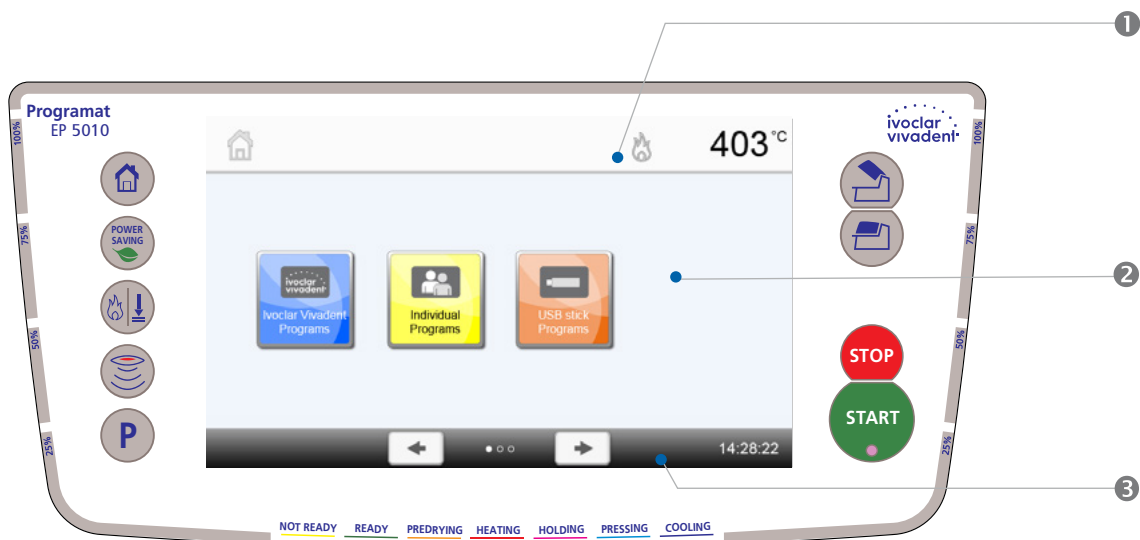 1
Programat
EP 5010
ivoclar
vivadent
100%
403 °C
100%
POWER
SAVING
75%
75%
2
ivoclar
vivadent
Ivoclar Vivadent
Programs
Individual
Programs
USB stick
Programs
50%
50%
STOP
START
P
25%
25%
14:28:22
3
NOT READY READY PREDRYING HEATING HOLDING PRESSING COOLING